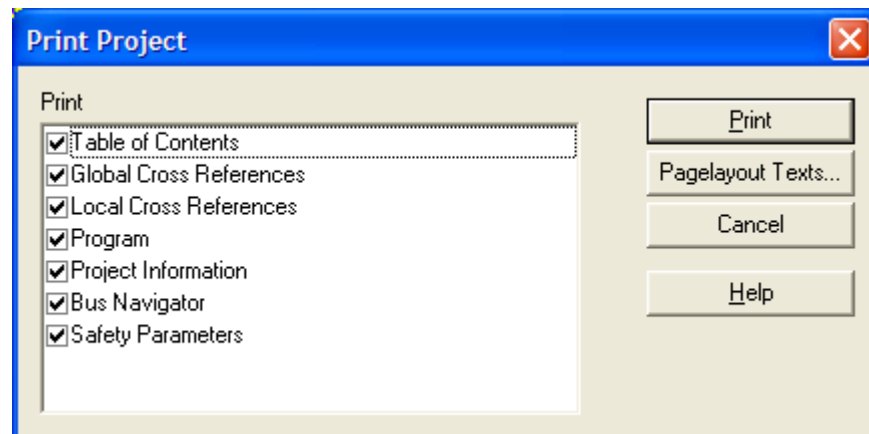 Print Project
Print
Table of Contents
Global Cross References
Local Cross References
Program
Project Information
Bus Navigator
Safety Parameters
Print
Pagelayout Texts...
Cancel
Help